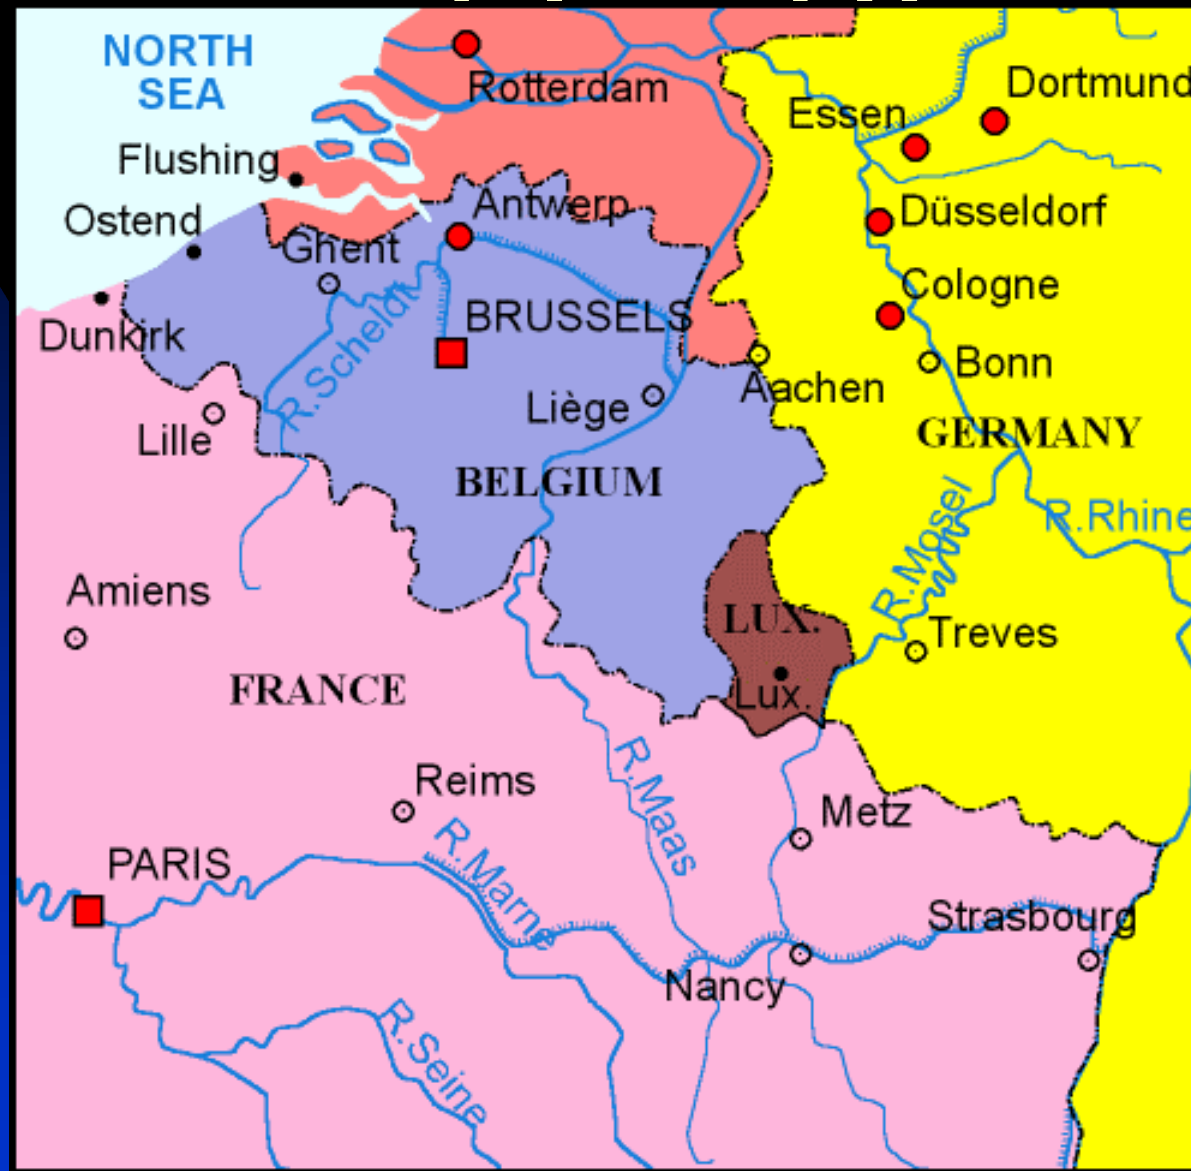 NORTH
SEA
Rotterdam
Dortmund
Essen
Flushing
Antwerp
Ostend
Düsseldorf
Ghent
Cologne
BRUSSELS
Dunkirk
R.Scheldt
Bonn
Aachen
Liège
Lille
GERMANY
BELGIUM
R.Rhine
R.Mosel
Amiens
LUX.
Treves
FRANCE
Lux.
Reims
R.Maas
Metz
R.Marne
PARIS
Strasbourg
Nancy
R.Seine